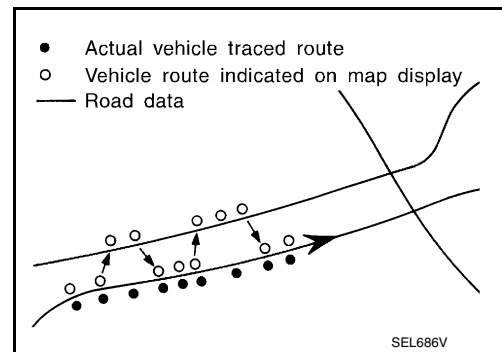 Actual vehicle traced route
Vehicle route indicated on map display
Road data
SEL686V